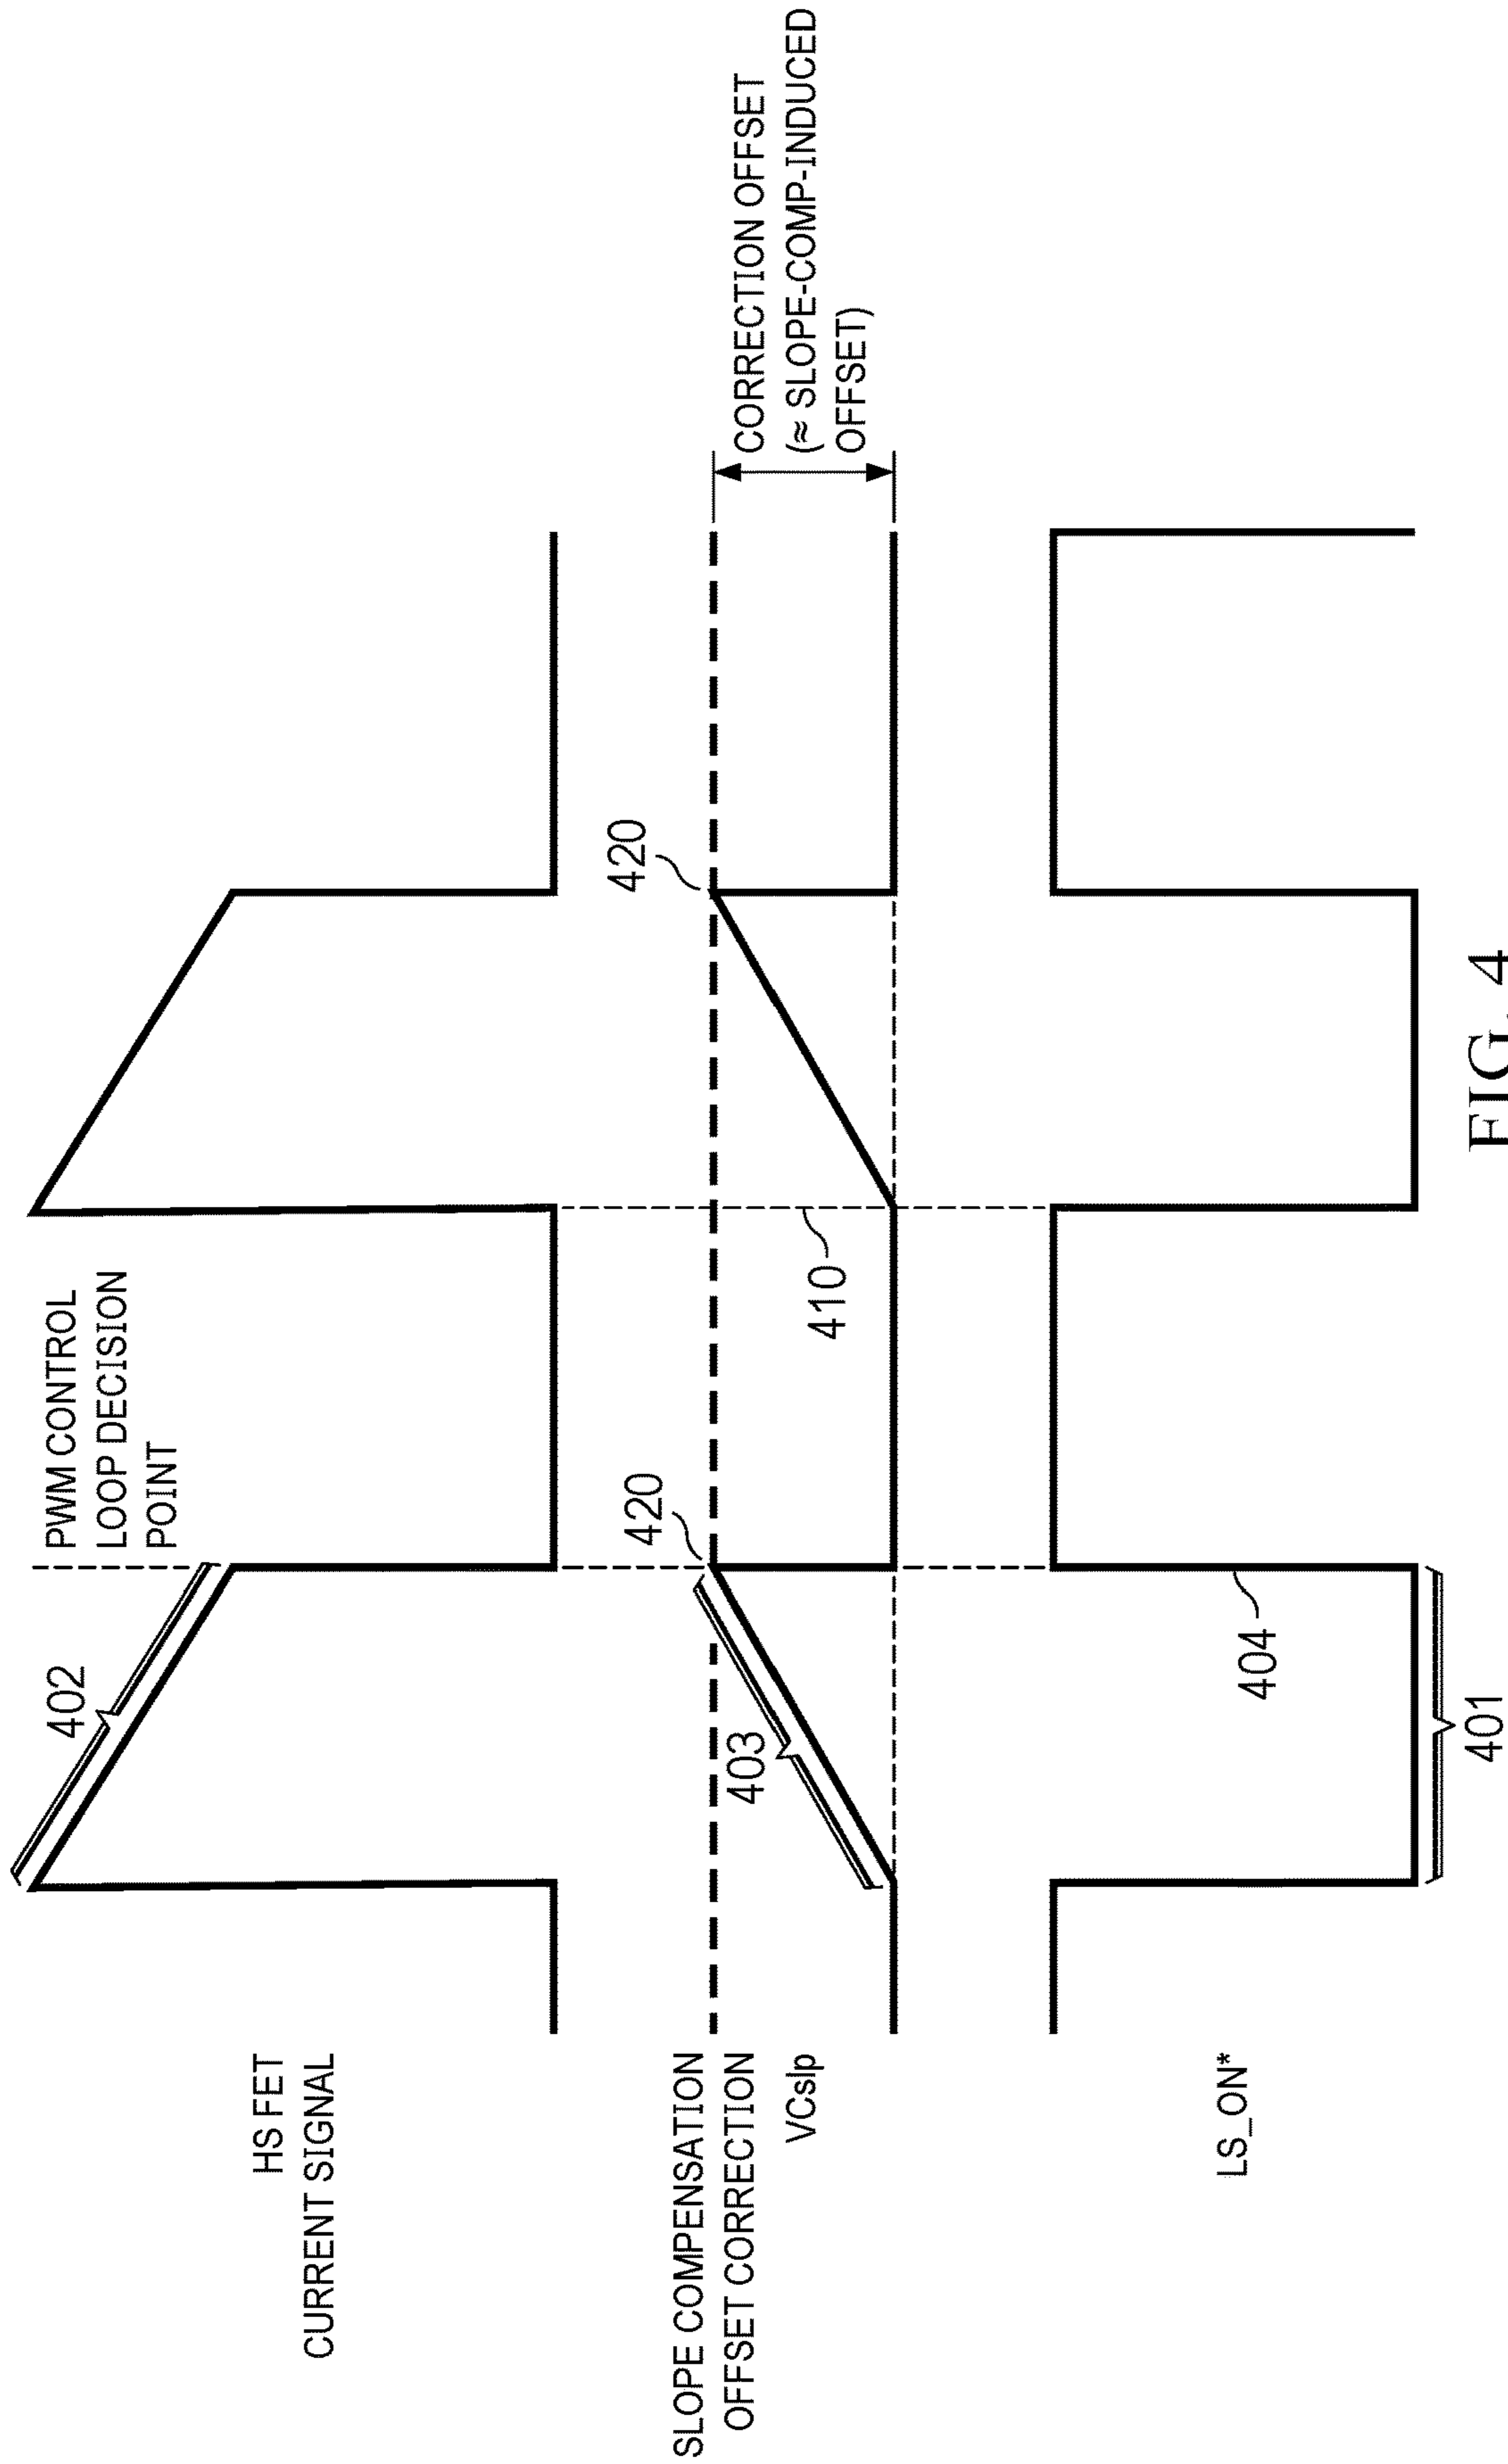 PWM CONTROL
LOOP DECISION
POINT
402
HS FET
CURRENT SIGNAL
420
420
SLOPE COMPENSATION
OFFSET CORRECTION
VCslp
403
410
CORRECTION OFFSET
(≈ SLOPE-COMP-INDUCED
OFFSET)
LS_ON*
404
401
FIG. 4